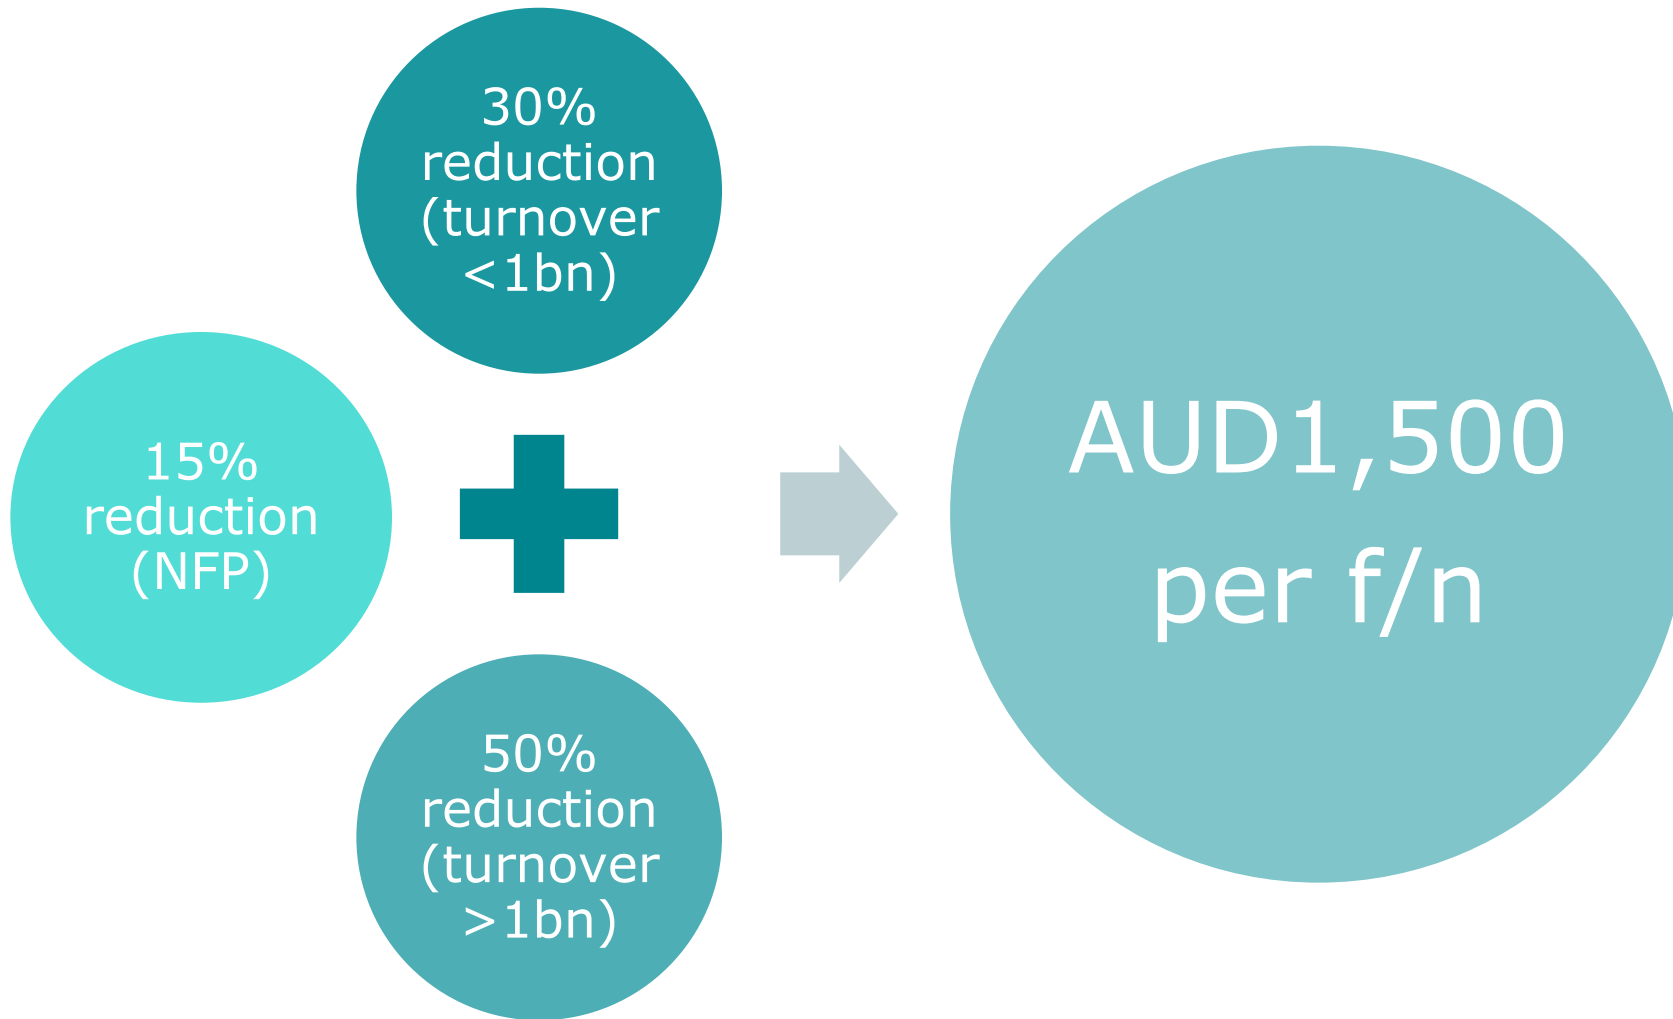 30%
reduction
(turnover
<1bn)
15%
reduction
(NFP)
50%
reduction
(turnover
>1bn)
AUD1,500
per f/n